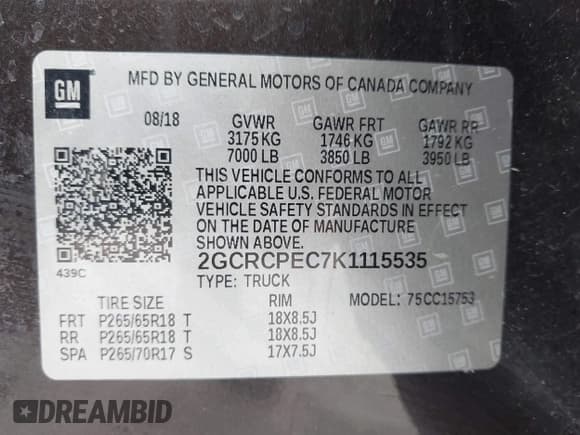 GM
MFD BY GENERAL MOTORS OF CANADA COMPANY
08/18 GVWR GAWR FRT GAWR RR
3175 KG 1746 KG 1792 KG
7000 LB 3850 LB 3950 LB
THIS VEHICLE CONFORMS TO ALL
APPLICABLE U.S. FEDERAL MOTOR
VEHICLE SAFETY STANDARDS IN EFFECT
ON THE DATE OF MANUFACTURE
439C
2GCRCPEC7K1115535
TYPE: TRUCK
TIRE SIZE RIM MODEL: 75CC15753
FRT P265/65R18 T 18X8.5J
RR P265/65R18 T 18X8.5J
SPA P265/70R17 S 17X7.5J
DREAMBID